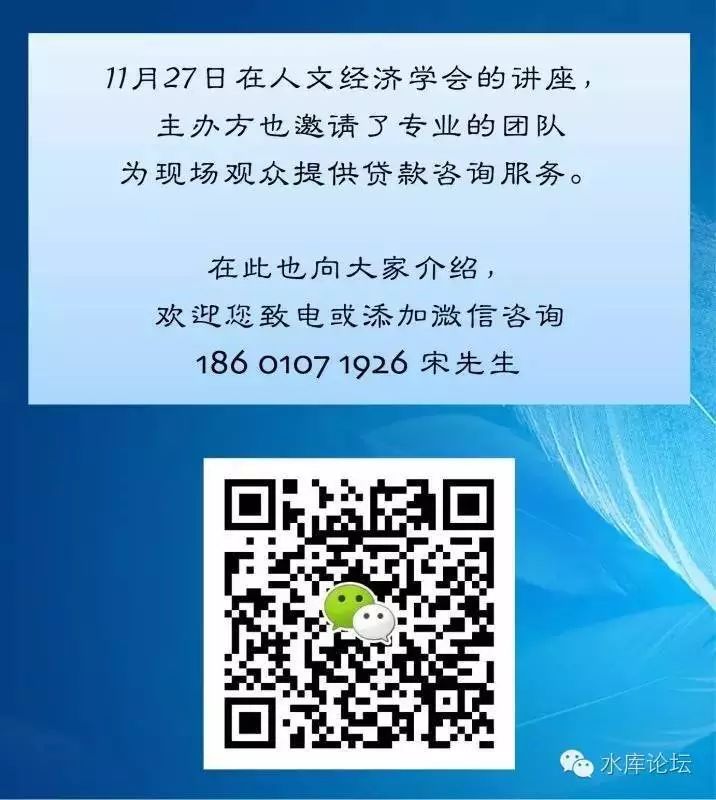 11月27日在人文经济学会的讲座，
主办方也邀请了专业的团队
为现场观众提供贷款咨询服务。
在此也向大家介绍，
欢迎您致电或添加微信咨询
186 0107 1926 宋先生
水库论坛